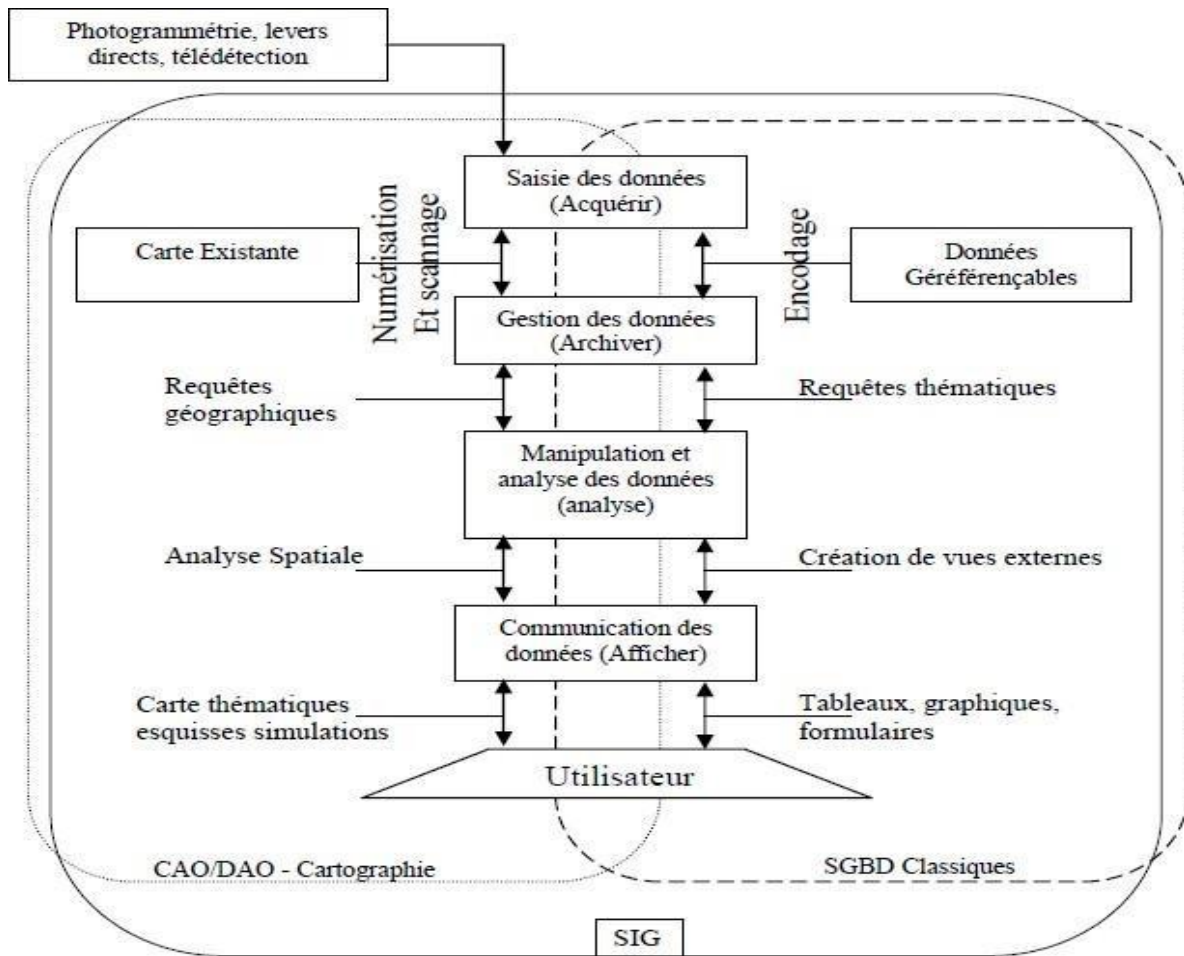 Photogrammétrie, levers
directs, télédétection
Saisie des données
(Acquérir)
Numérisation
Et scannage
Encodage
Carte Existante
Données
Géréférençables
Gestion des données
(Archiver)
Requêtes
géographiques
Requêtes thématiques
Manipulation et
analyse des données
(analyse)
Analyse Spatiale
Création de vues externes
Communication des
données (Afficher)
Carte thématiques
esquisses simulations
Tableaux, graphiques,
formulaires
Utilisateur
CAO/DAO - Cartographie
SGBD Classiques
SIG